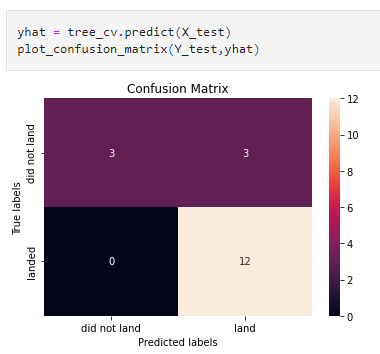 yhat = tree_cv.predict(X_test)
plot_confusion_matrix(Y_test,yhat)
Confusion Matrix
True labels
did not land
landed
3
3
0
12
did not land
land
Predicted labels
12
10
8
6
4
2
0